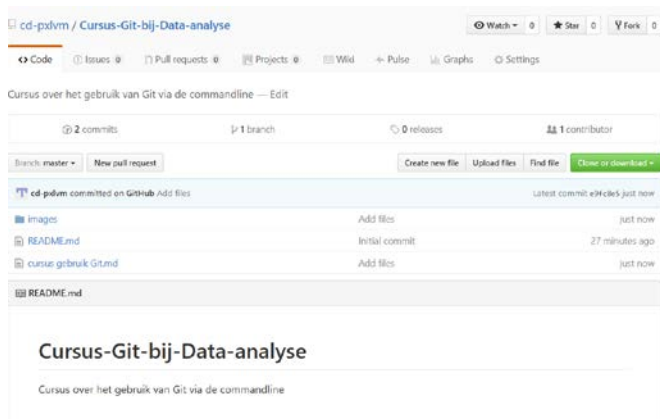 cd-pxlvm / Cursus-Git-bij-Data-analyse
Watch 0 Star 0 Fork 0
Code Issues 0 Pull requests 0 Projects 0 Wiki Pulse Graphs Settings
Cursus over het gebruik van Git via de commandline — Edit
2 commits 1 branch 0 releases 1 contributor
Branch: master New pull request Create new file Upload files Find file Clone or download
cd-pxlvm committed on GitHub Add files Latest commit just now
images Add files just now
README.md Initial commit 27 minutes ago
cursus gebruik Git.md Add files just now
README.md
Cursus-Git-bij-Data-analyse
Cursus over het gebruik van Git via de commandline